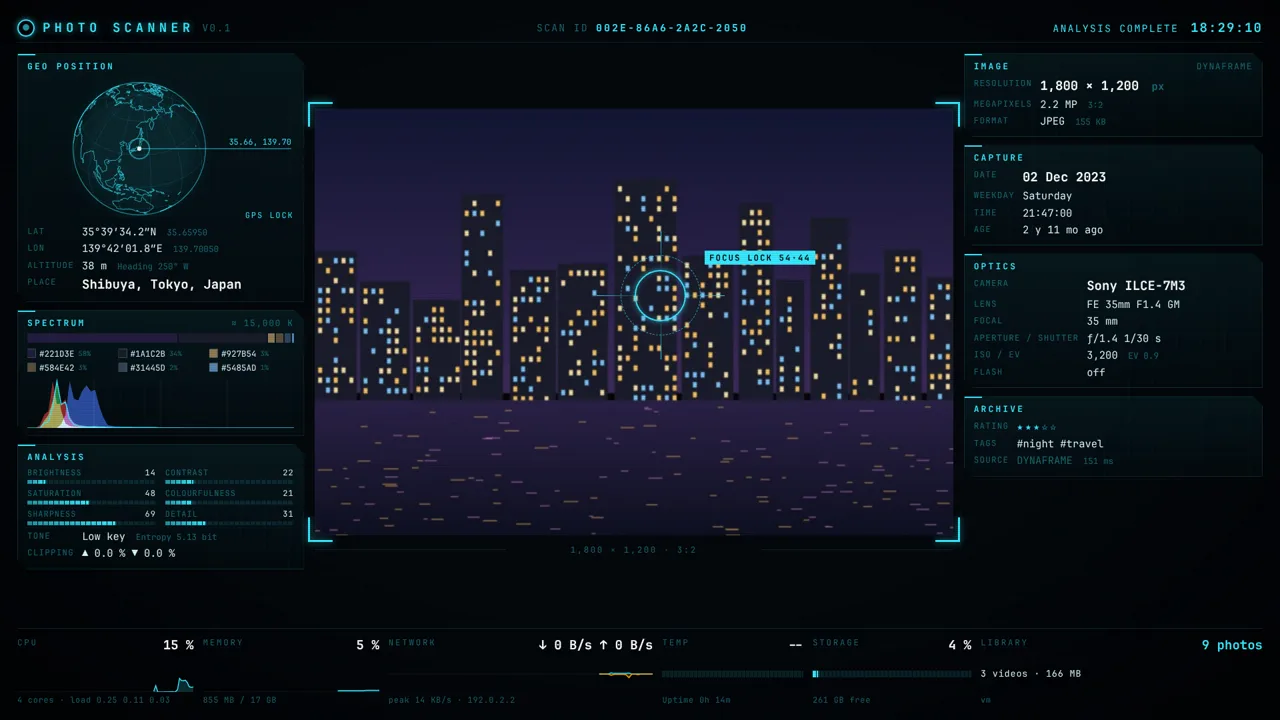 PHOTO SCANNER V0.1
SCAN ID 002E-86A6-2A2C-2050
ANALYSIS COMPLETE 18:29:10
GEO POSITION
35.66, 139.70
GPS LOCK
LAT 35°39′34.2″N 35.65950
LON 139°42′01.8″E 139.70050
ALTITUDE 38 m Heading 250° W
PLACE Shibuya, Tokyo, Japan
SPECTRUM ≈ 15,000 K
#221D3E 58% #1A1C2B 34% #927B54 3%
#584E42 3% #31445D 2% #5485AD 1%
ANALYSIS
BRIGHTNESS 14 CONTRAST 22
SATURATION 48 COLOURFULNESS 21
SHARPNESS 69 DETAIL 31
TONE Low key Entropy 5.13 bit
CLIPPING ▲ 0.0 % ▼ 0.0 %
FOCUS LOCK 54·44
1,800 × 1,200 · 3:2
IMAGE DYNAFRAME
RESOLUTION 1,800 × 1,200 px
MEGAPIXELS 2.2 MP 3:2
FORMAT JPEG 155 KB
CAPTURE
DATE 02 Dec 2023
WEEKDAY Saturday
TIME 21:47:00
AGE 2 y 11 mo ago
OPTICS
CAMERA Sony ILCE-7M3
LENS FE 35mm F1.4 GM
FOCAL 35 mm
APERTURE / SHUTTER ƒ/1.4 1/30 s
ISO / EV 3,200 EV 0.9
FLASH off
ARCHIVE
RATING ★★★☆☆
TAGS #night #travel
SOURCE DYNAFRAME 151 ms
CPU 15 %
4 cores · load 0.25 0.11 0.03
MEMORY 5 %
855 MB / 17 GB
NETWORK ↓ 0 B/s ↑ 0 B/s
peak 14 KB/s · 192.0.2.2
TEMP --
Uptime 0h 14m
STORAGE 4 %
261 GB free
LIBRARY 9 photos
3 videos · 166 MB
vm